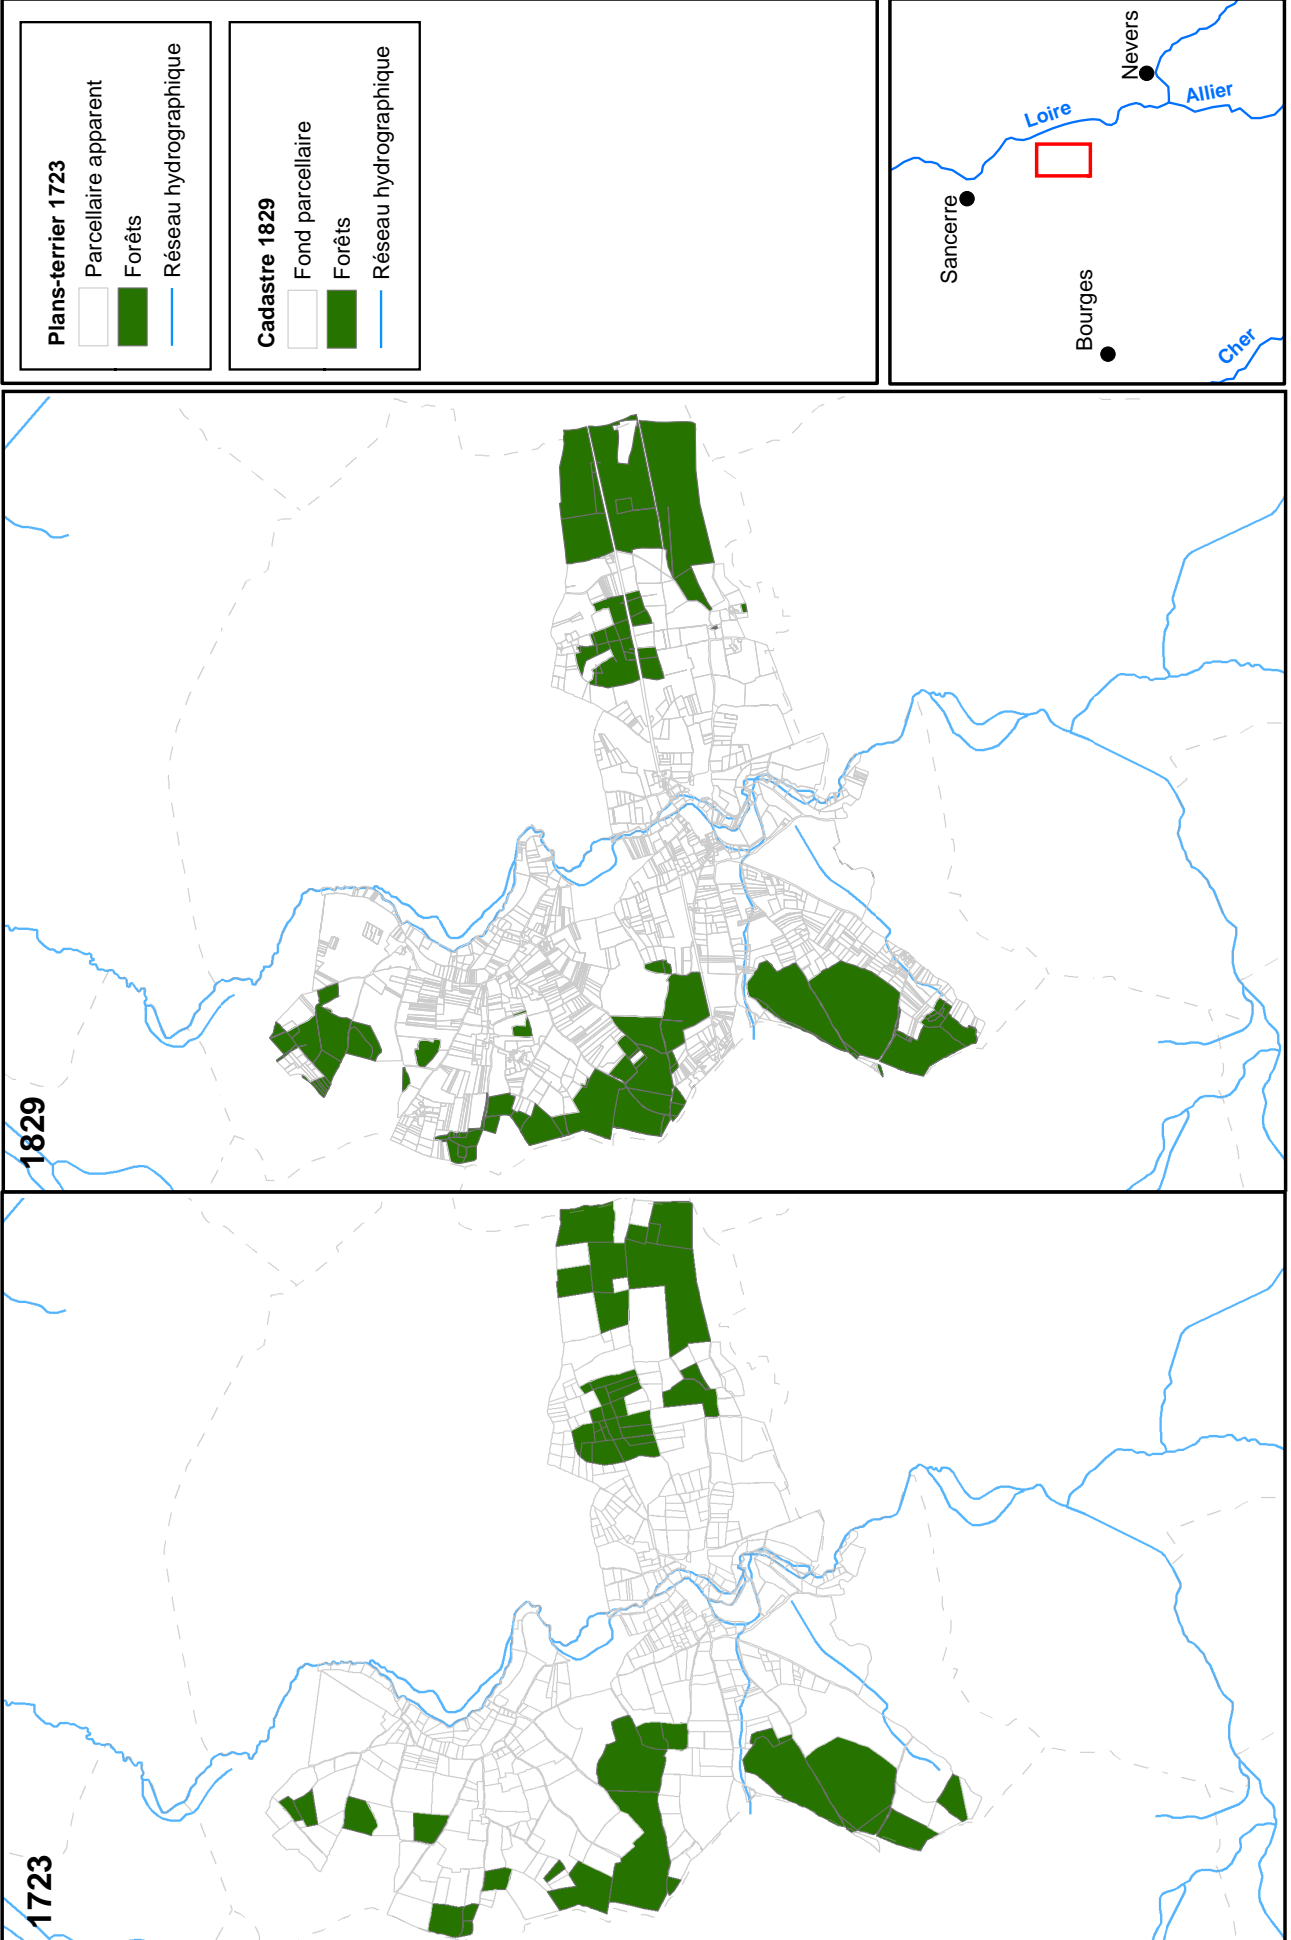 1723
1829
Plans-terrier 1723
Parcellaire apparent
Forêts
Réseau hydrographique
Cadastre 1829
Fond parcellaire
Forêts
Réseau hydrographique
Sancerre
Bourges
Nevers
Loire
Allier
Cher